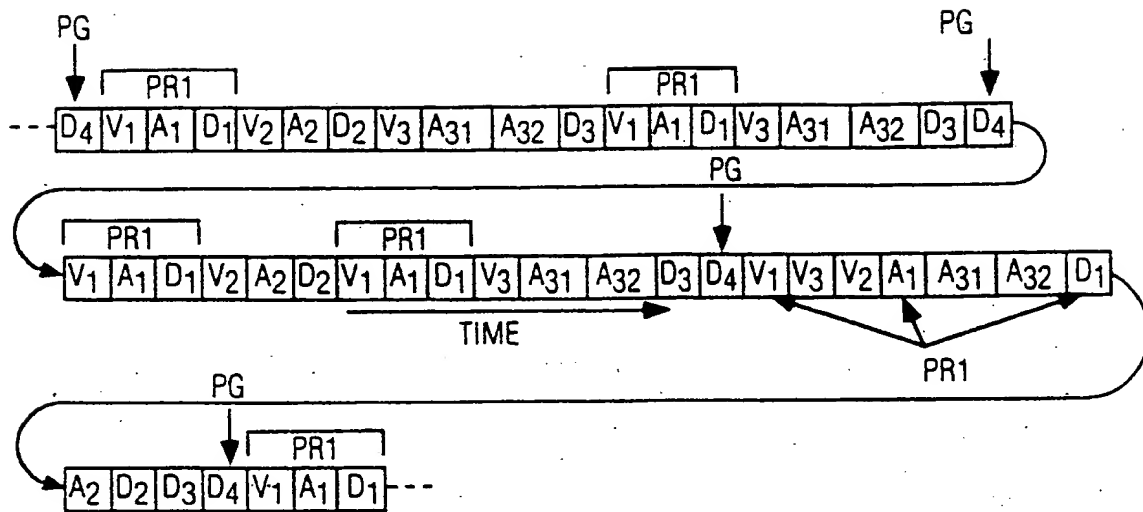 PG PG
PR1 PR1
D4 V1 A1 D1 V2 A2 D2 V3 A31 A32 D3 V1 A1 D1 V3 A31 A32 D3 D4
PG
PR1 PR1
V1 A1 D1 V2 A2 D2 V1 A1 D1 V3 A31 A32 D3 D4 V1 V3 V2 A1 A31 A32 D1
TIME
PR1
PG
PR1
A2 D2 D3 D4 V1 A1 D1